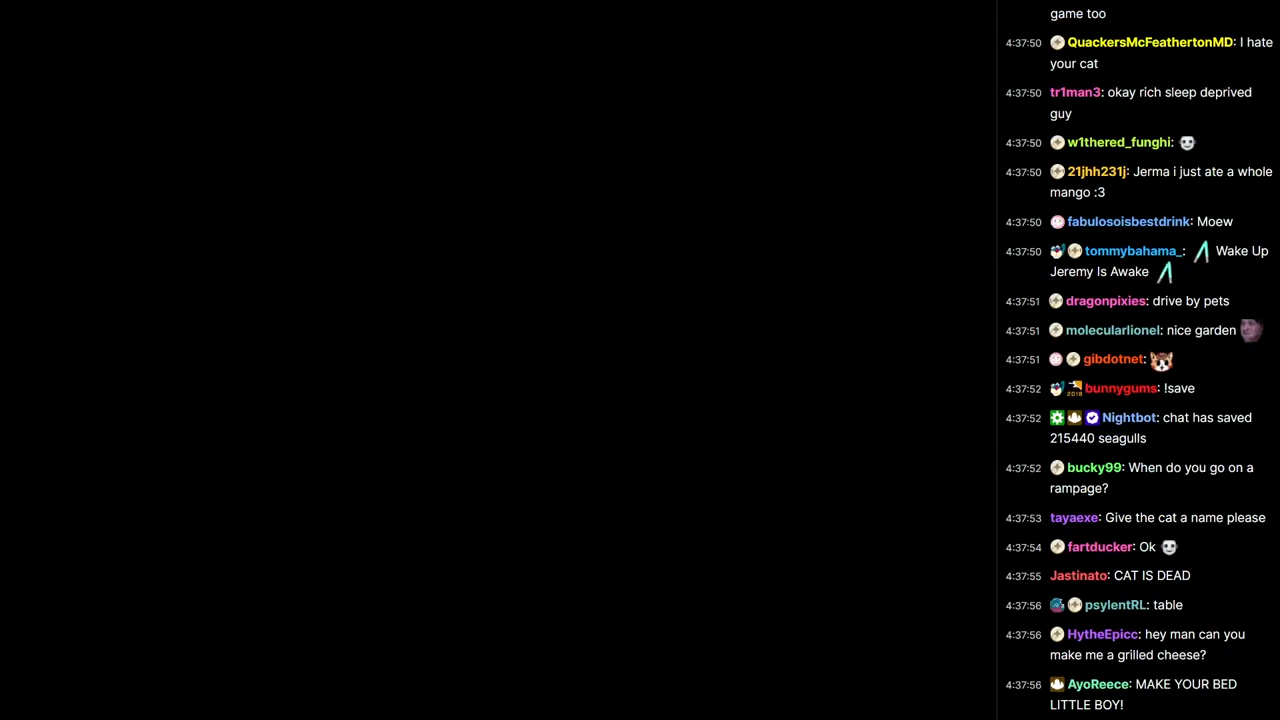 game too
4:37:50 QuackersMcFeathertonMD: I hate
your cat
4:37:50 tr1man3: okay rich sleep deprived
guy
4:37:50 w1thered_funghi:
4:37:50 21jhh231j: Jerma i just ate a whole
mango :3
4:37:50 fabulosoisbestdrink: Moew
4:37:50 tommybahama_: Wake Up
Jeremy Is Awake
4:37:51 dragonpixies: drive by pets
4:37:51 molecularlionel: nice garden
4:37:51 gibdotnet:
4:37:52 2018 bunnygums: !save
4:37:52 Nightbot: chat has saved
215440 seagulls
4:37:52 bucky99: When do you go on a
rampage?
4:37:53 tayaexe: Give the cat a name please
4:37:54 fartducker: Ok
4:37:55 Jastinato: CAT IS DEAD
4:37:56 psylentRL: table
4:37:56 HytheEpicc: hey man can you
make me a grilled cheese?
4:37:56 AyoReece: MAKE YOUR BED
LITTLE BOY!